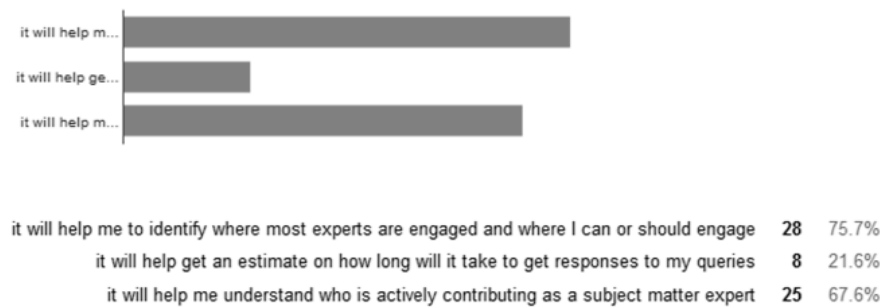 it will help m...
it will help ge...
it will help m...
it will help me to identify where most experts are engaged and where I can or should engage 28 75.7%
it will help get an estimate on how long will it take to get responses to my queries 8 21.6%
it will help me understand who is actively contributing as a subject matter expert 25 67.6%